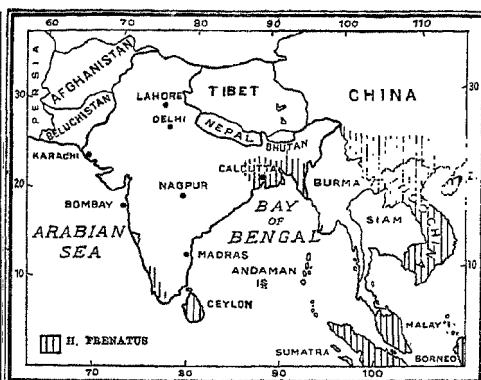 60 70 80 90 100 110
PERSIA
AFGHANISTAN
BELUCHISTAN
LAHORE
DELHI
TIBET
CHINA
30
30
NEPAL
BHUTAN
KARACHI
CALCUTTA
BURMA
20
NAGPUR
BOMBAY
BAY
OF
BENGAL
SIAM
ARABIAN
SEA
MADRAS
ANDAMAN
IS
10
10
CEYLON
MALAY
H. PRENATUS
SUMATRA
BORNEO
70 80 90 100